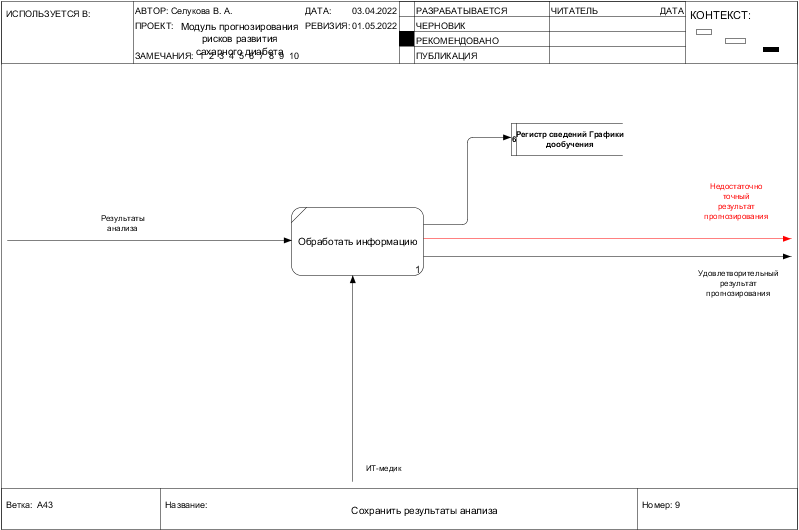 ИСПОЛЬЗУЕТСЯ В:
АВТОР: Селукова В. А.
ДАТА: 03.04.2022
ПРОЕКТ: Модуль прогнозирования
рисков развития
сахарного диабета
РЕВИЗИЯ: 01.05.2022
ЗАМЕЧАНИЯ: 1 2 3 4 5 6 7 8 9 10
РАЗРАБАТЫВАЕТСЯ
ЧЕРНОВИК
РЕКОМЕНДОВАНО
ПУБЛИКАЦИЯ
ЧИТАТЕЛЬ
ДАТА
КОНТЕКСТ:
6
Регистр сведений Графики
дообучения
Недостаточно
точный
результат
прогнозирования
Результаты
анализа
Обработать информацию
1
Удовлетворительный
результат
прогнозирования
ИТ-медик
Ветка: A43
Название:
Сохранить результаты анализа
Номер: 9